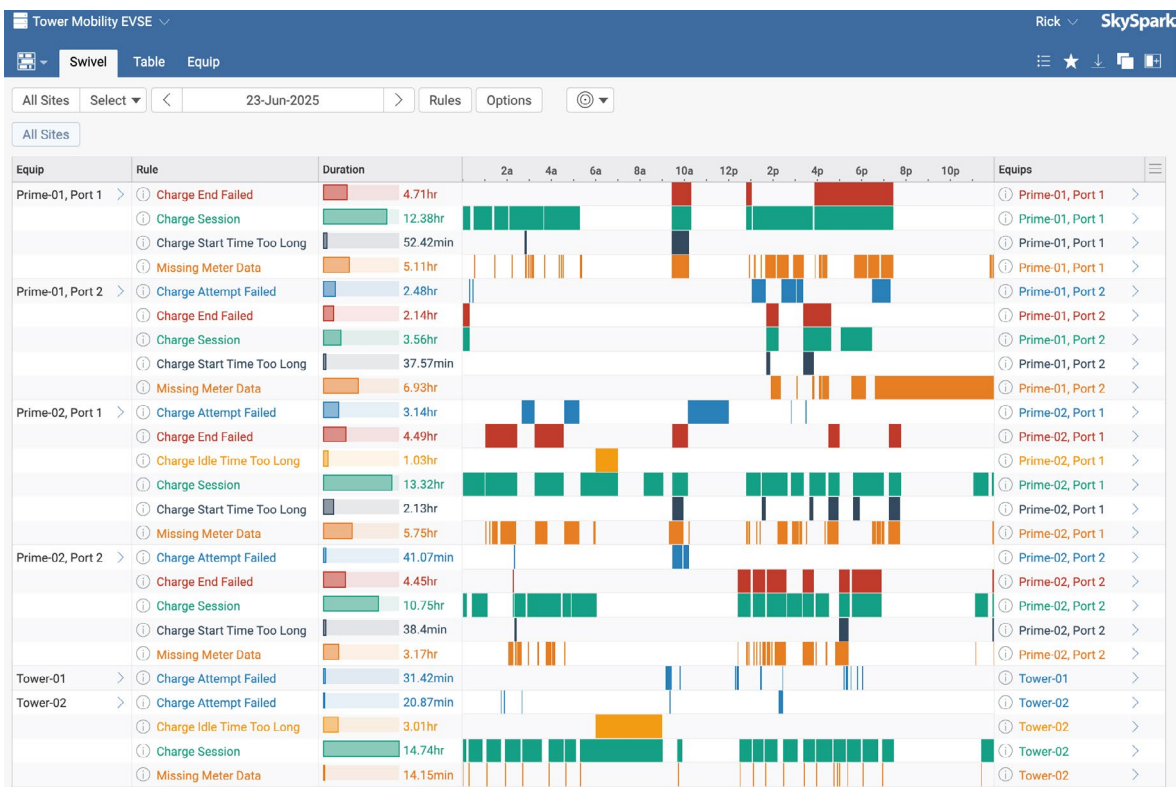 Tower Mobility EVSE Rick SkySpark
Swivel Table Equip
All Sites Select 23-Jun-2025 Rules Options
All Sites
Equip Rule Duration 2a 4a 6a 8a 10a 12p 2p 4p 6p 8p 10p Equips
Prime-01, Port 1 Charge End Failed 4.71hr Prime-01, Port 1
Charge Session 12.38hr Prime-01, Port 1
Charge Start Time Too Long 52.42min Prime-01, Port 1
Missing Meter Data 5.11hr Prime-01, Port 1
Prime-01, Port 2 Charge Attempt Failed 2.48hr Prime-01, Port 2
Charge End Failed 2.14hr Prime-01, Port 2
Charge Session 3.56hr Prime-01, Port 2
Charge Start Time Too Long 37.57min Prime-01, Port 2
Missing Meter Data 6.93hr Prime-01, Port 2
Prime-02, Port 1 Charge Attempt Failed 3.14hr Prime-02, Port 1
Charge End Failed 4.49hr Prime-02, Port 1
Charge Idle Time Too Long 1.03hr Prime-02, Port 1
Charge Session 13.32hr Prime-02, Port 1
Charge Start Time Too Long 2.13hr Prime-02, Port 1
Missing Meter Data 5.75hr Prime-02, Port 1
Prime-02, Port 2 Charge Attempt Failed 41.07min Prime-02, Port 2
Charge End Failed 4.45hr Prime-02, Port 2
Charge Session 10.75hr Prime-02, Port 2
Charge Start Time Too Long 38.4min Prime-02, Port 2
Missing Meter Data 3.17hr Prime-02, Port 2
Tower-01 Charge Attempt Failed 31.42min Tower-01
Tower-02 Charge Attempt Failed 20.87min Tower-02
Charge Idle Time Too Long 3.01hr Tower-02
Charge Session 14.74hr Tower-02
Missing Meter Data 14.15min Tower-02